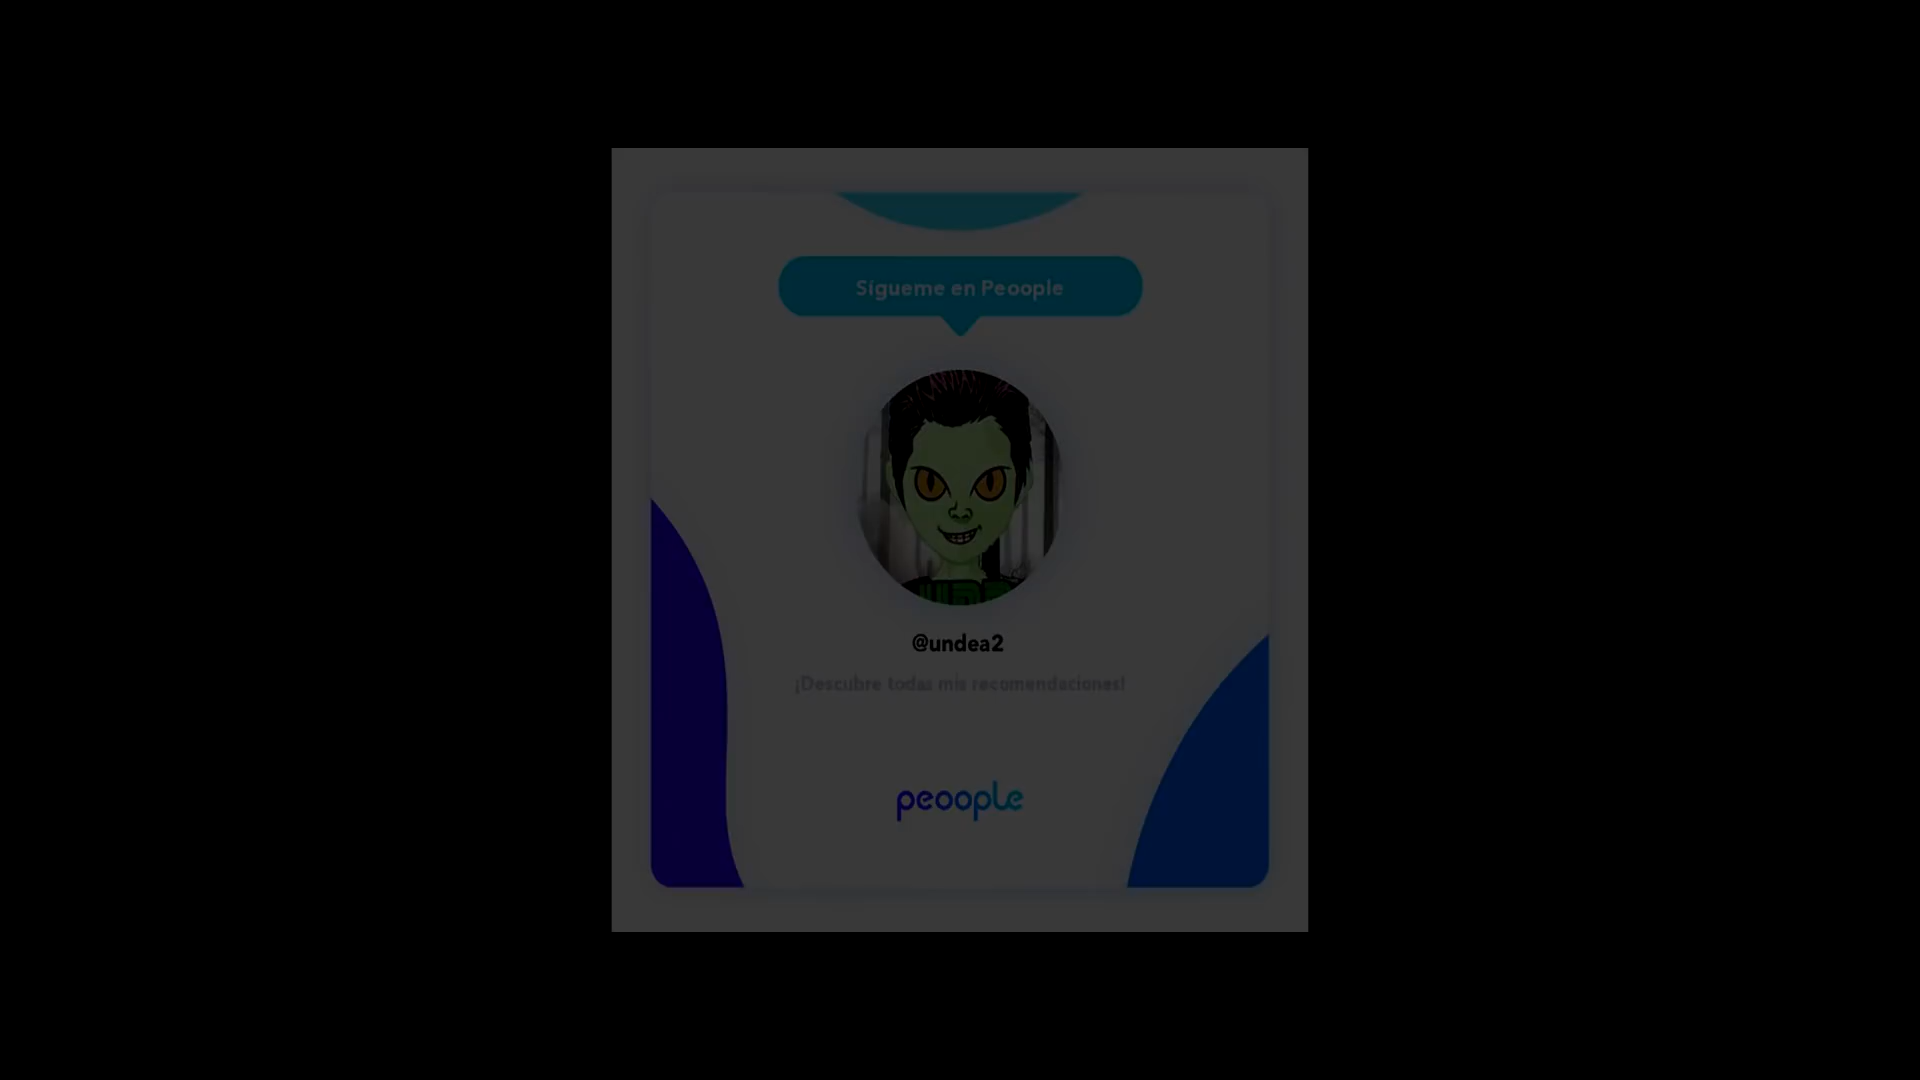 Sígueme en Peoople
@undea2
¡Descubre todas mis recomendaciones!
peoople